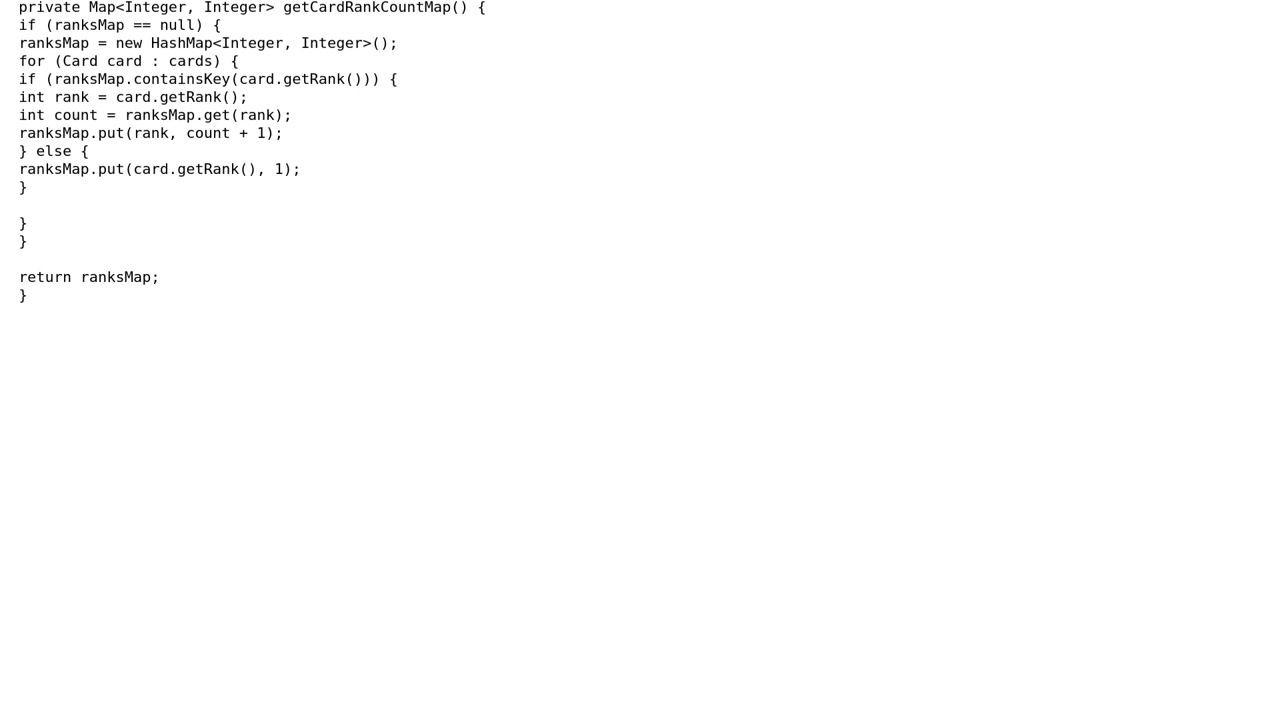 private Map<Integer, Integer> getCardRankCountMap() {
if (ranksMap == null) {
ranksMap = new HashMap<Integer, Integer>();
for (Card card : cards) {
if (ranksMap.containsKey(card.getRank())) {
int rank = card.getRank();
int count = ranksMap.get(rank);
ranksMap.put(rank, count + 1);
} else {
ranksMap.put(card.getRank(), 1);
}

}
}

return ranksMap;
}